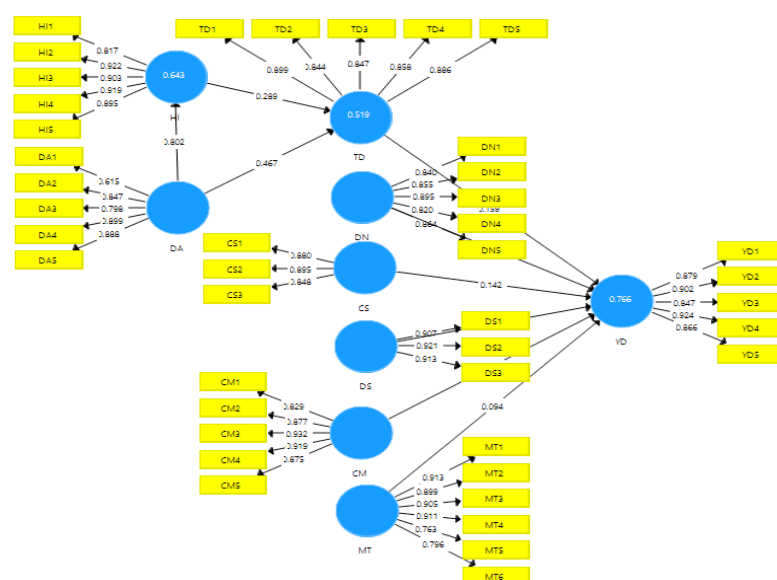 HI1
HI2
HI3
HI4
HI5
0.817
0.922
0.903
0.919
0.895
0.643
HI
TD1
TD2
TD3
TD4
TD5
0.899
0.844
0.847
0.858
0.886
0.519
TD
0.289
0.802
0.467
DA1
DA2
DA3
DA4
DA5
0.615
0.847
0.798
0.899
0.888
DA
DN1
DN2
DN3
DN4
DN5
0.840
0.855
0.895
0.820
0.864
DN
CS1
CS2
CS3
0.880
0.895
0.848
CS
0.142
YD1
YD2
YD3
YD4
YD5
0.879
0.902
0.847
0.924
0.866
0.766
YD
DS1
DS2
DS3
0.907
0.921
0.913
DS
CM1
CM2
CM3
CM4
CM5
0.829
0.877
0.932
0.919
0.875
CM
0.094
MT1
MT2
MT3
MT4
MT5
MT6
0.913
0.899
0.905
0.911
0.763
0.796
MT